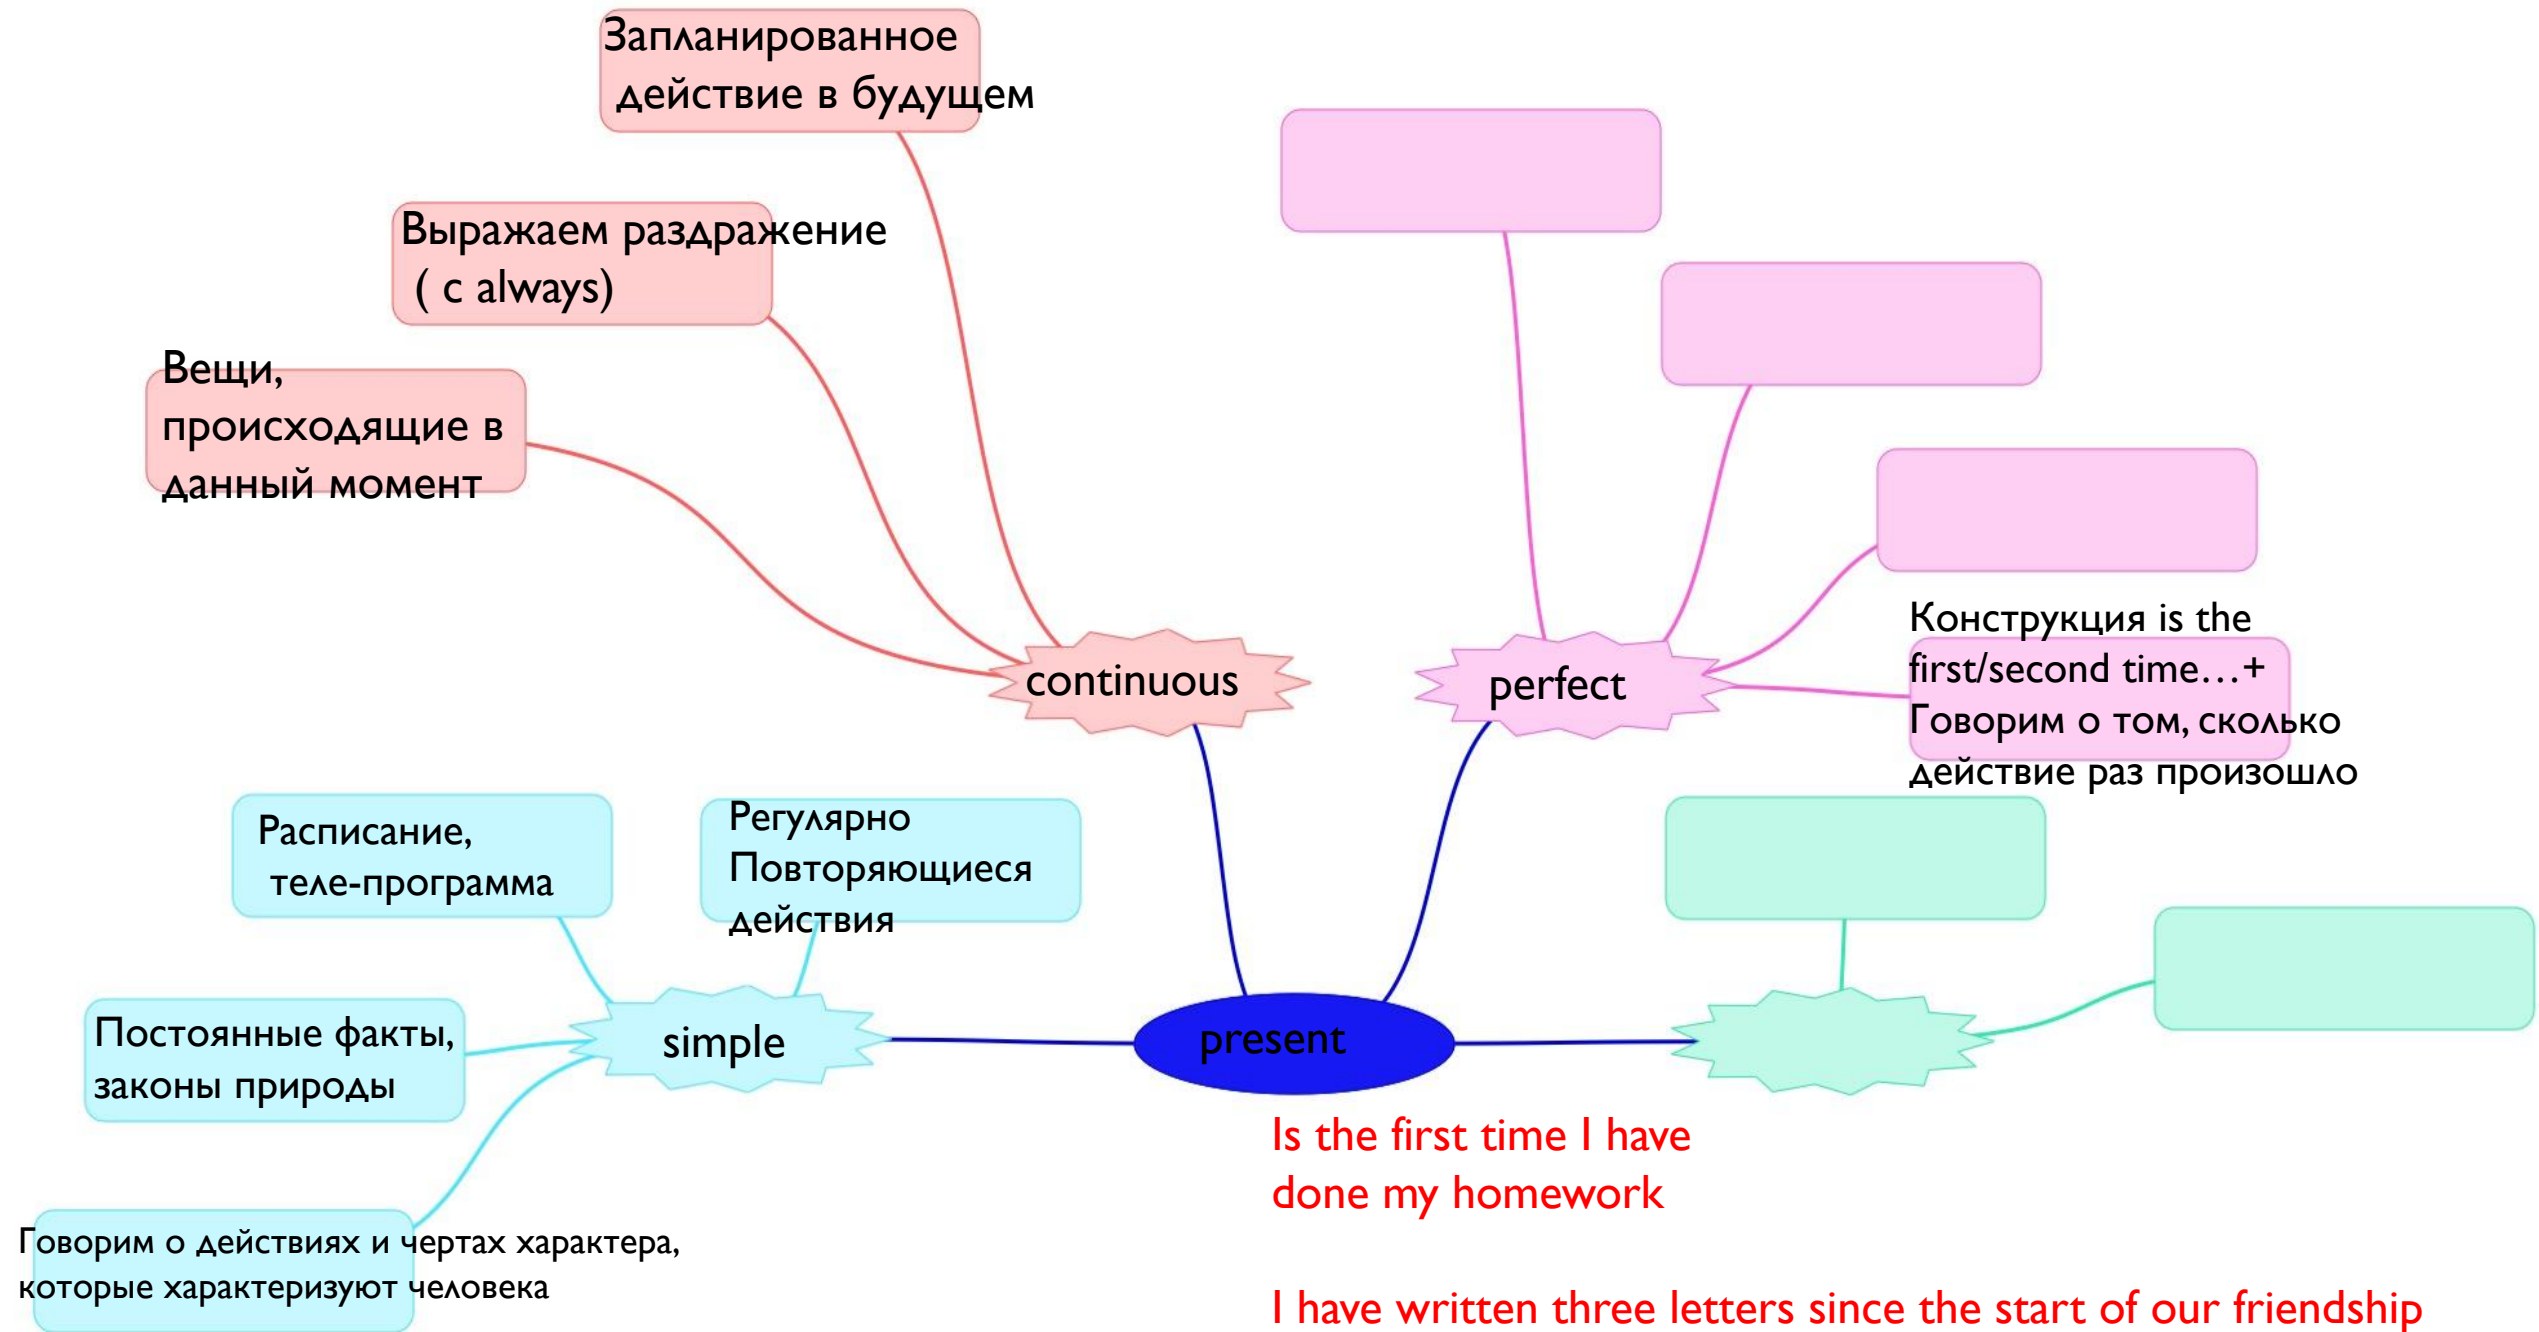 Запланированное
действие в будущем
Выражаем раздражение
( с always)
Вещи,
происходящие в
данный момент
continuous
perfect
Конструкция is the
first/second time…+
Говорим о том, сколько
действие раз произошло
Расписание,
теле-программа
Регулярно
Повторяющиеся
действия
Постоянные факты,
законы природы
simple
present
Говорим о действиях и чертах характера,
которые характеризуют человека
Is the first time I have
done my homework
I have written three letters since the start of our friendship